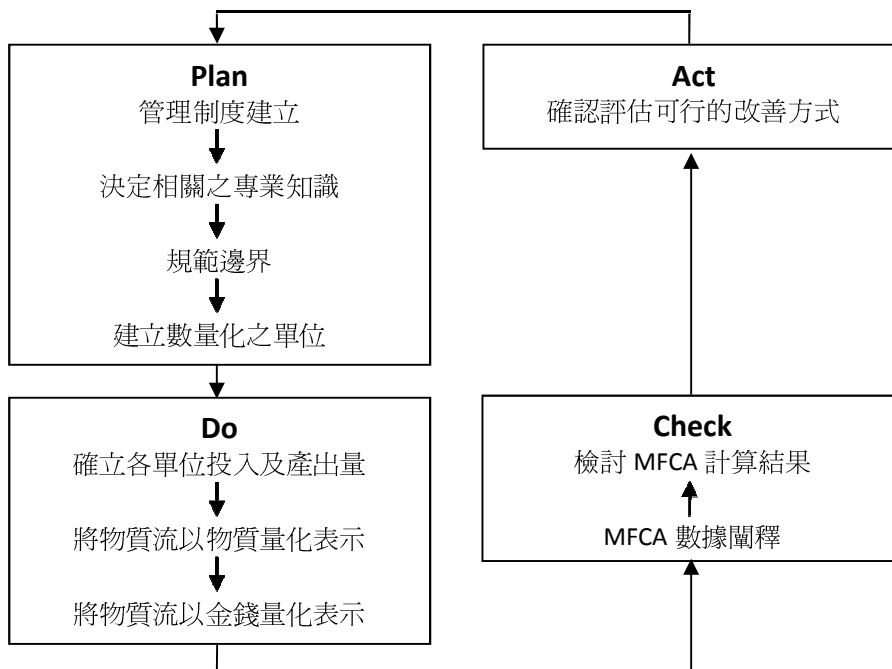 Plan
管理制度建立
決定相關之專業知識
規範邊界
建立數量化之單位
Do
確立各單位投入及產出量
將物質流以物質量化表示
將物質流以金錢量化表示
Act
確認評估可行的改善方式
Check
檢討 MFCA 計算結果
MFCA 數據闡釋